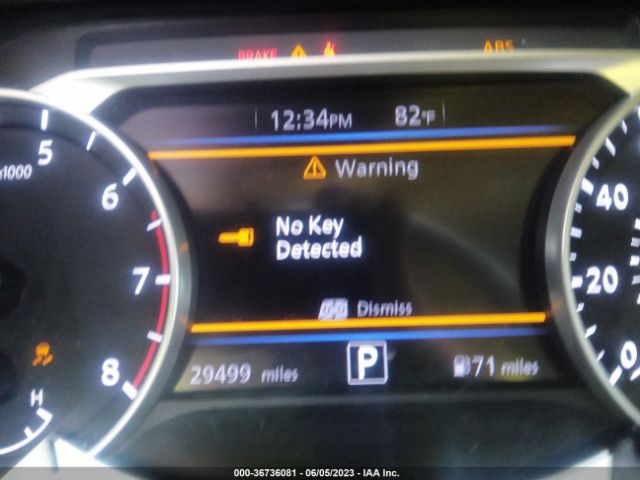 BRAKE
ABS
12:34PM 82°F
Warning
No Key
Detected
Dismiss
29499 miles P 71 miles
5
x1000
6
7
8
H
40
20
0
000-36736081 - 06/05/2023 - IAA Inc.